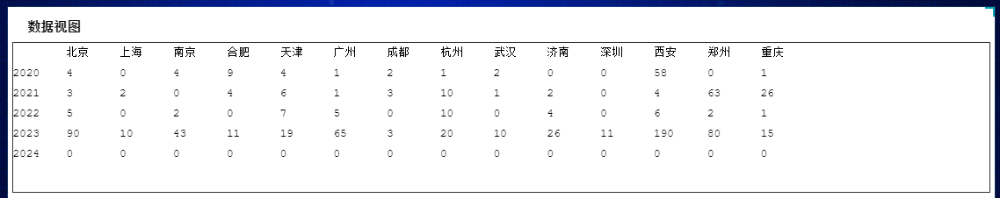 数据视图
北京 上海 南京 合肥 天津 广州 成都 杭州 武汉 济南 深圳 西安 郑州 重庆
2020 4 0 4 9 4 1 2 1 2 0 0 58 0 1
2021 3 2 0 4 6 1 3 10 1 2 0 4 63 26
2022 5 0 2 0 7 5 0 10 0 4 0 6 2 1
2023 90 10 43 11 19 65 3 20 10 26 11 190 80 15
2024 0 0 0 0 0 0 0 0 0 0 0 0 0 0